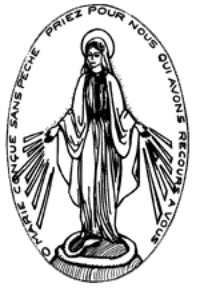 O MARIE CONÇUE SANS PECHE PRIEZ POUR NOUS QUI AVONS RECOURS A VOUS